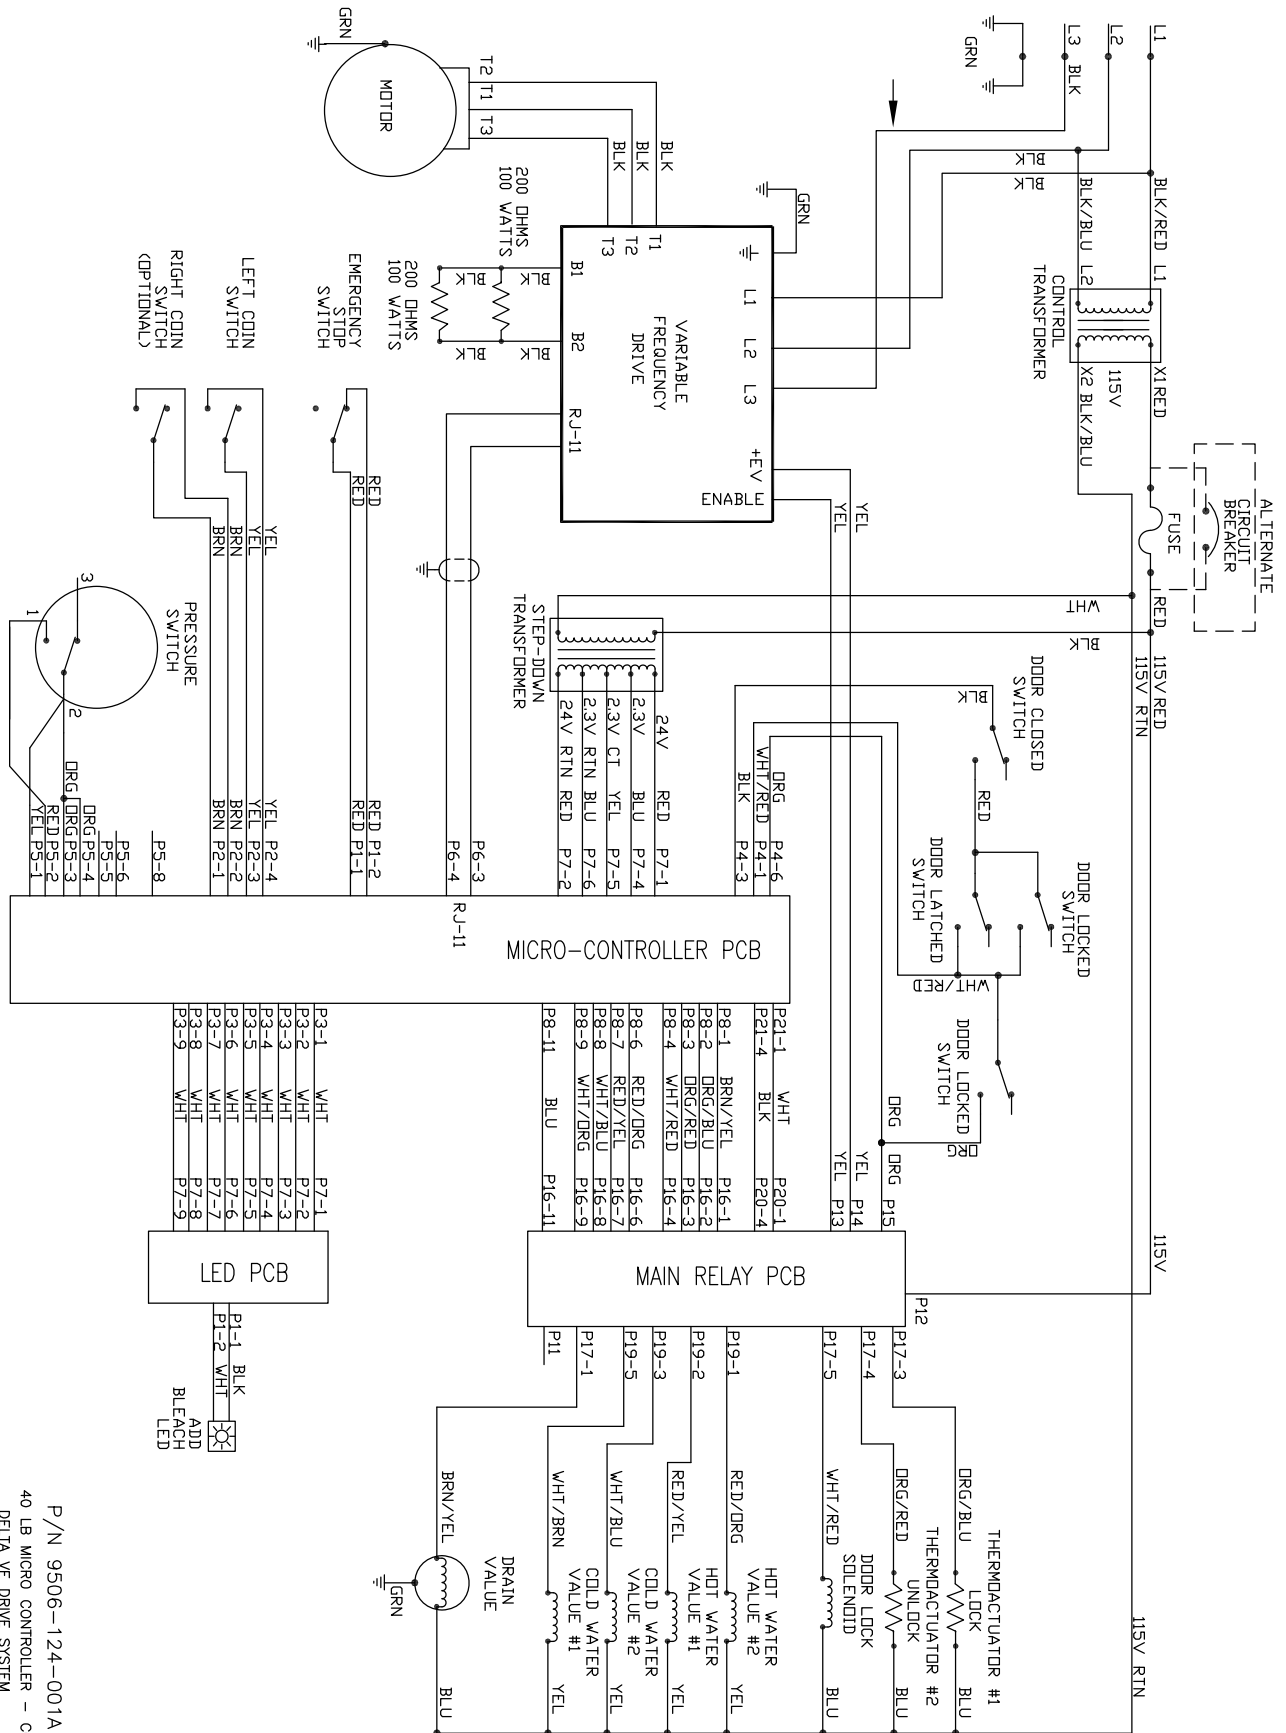 L1
L2
L3
BLK
GRN
BLK/RED
L1
BLK/BLU
L2
BLK
BLK
CONTROL
TRANSFORMER
X1 RED
115V
X2 BLK/BLU
ALTERNATE
CIRCUIT
BREAKER
FUSE
RED
115V RED
115V RTN
115V
115V RTN
WHT
BLK
GRN
MOTOR
T2
T1
T3
BLK
BLK
BLK
GRN
T1
T2
T3
L1
L2
L3
+EV
ENABLE
VARIABLE
FREQUENCY
DRIVE
B1
B2
RJ-11
200 OHMS
100 WATTS
BLK
BLK
BLK
BLK
200 OHMS
100 WATTS
YEL
YEL
EMERGENCY
STOP
SWITCH
RED
RED
LEFT COIN
SWITCH
YEL
YEL
RIGHT COIN
SWITCH
(OPTIONAL)
BRN
BRN
PRESSURE
SWITCH
3
1
2
STEP-DOWN
TRANSFORMER
24V
2.3V
2.3V CT
2.3V RTN
24V RTN
RED
BLU
YEL
BLU
RED
P7-1
P7-4
P7-5
P7-6
P7-2
DOOR CLOSED
SWITCH
BLK
RED
DOOR LOCKED
SWITCH
DOOR LATCHED
SWITCH
WHT/RED
DOOR LOCKED
SWITCH
ORG
ORG
WHT/RED
BLK
P4-6
P4-1
P4-3
P6-3
P6-4
RED P1-2
RED P1-1
YEL P2-4
YEL P2-3
BRN P2-2
BRN P2-1
P5-8
P5-6
P5-5
ORG P5-4
ORG
ORG P5-3
RED P5-2
YEL P5-1
RJ-11
MICRO-CONTROLLER PCB
P21-1 WHT P20-1
P21-4 BLK P20-4
P8-1 BRN/YEL P16-1
P8-2 ORG/BLU P16-2
P8-3 ORG/RED P16-3
P8-4 WHT/RED P16-4
P8-6 RED/ORG P16-6
P8-7 RED/YEL P16-7
P8-8 WHT/BLU P16-8
P8-9 WHT/ORG P16-9
P8-11 BLU P16-11
P3-1 WHT P7-1
P3-2 WHT P7-2
P3-3 WHT P7-3
P3-4 WHT P7-4
P3-5 WHT P7-5
P3-6 WHT P7-6
P3-7 WHT P7-7
P3-8 WHT P7-8
P3-9 WHT P7-9
ORG
ORG P15
YEL P14
YEL P13
MAIN RELAY PCB
P12
LED PCB
P1-1 BLK
P1-2 WHT
ADD
BLEACH
LED
P17-3
P17-4
P17-5
P19-1
P19-2
P19-3
P19-5
P17-1
P11
ORG/BLU
THERMOACTUATOR #1
LOCK
BLU
ORG/RED
THERMOACTUATOR #2
UNLOCK
BLU
WHT/RED
DOOR LOCK
SOLENOID
BLU
RED/ORG
HOT WATER
VALUE #2
YEL
RED/YEL
HOT WATER
VALUE #1
YEL
WHT/BLU
COLD WATER
VALUE #2
YEL
WHT/BRN
COLD WATER
VALUE #1
YEL
BRN/YEL
DRAIN
VALUE
GRN
BLU
P/N 9506-124-001A
40 LB MICRO CONTROLLER - C
DELTA VF DRIVE SYSTEM